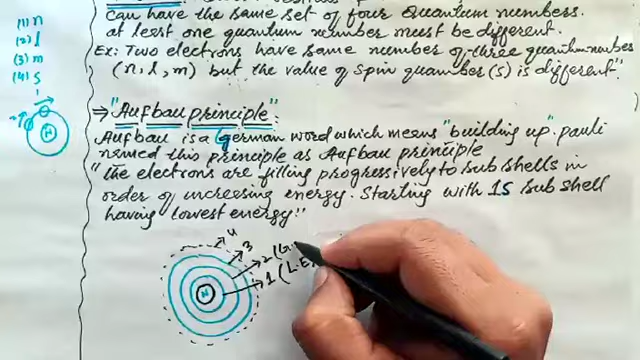 can have the same set of four Quantum numbers.
at least one quantum number must be different.
Ex: Two electrons have same number of three quantum numbers
(n, l, m) but the value of spin quamber (s) is different".
(1) n
(2) l
(3) m
(4) s
N
⇒ "Aufbau principle":
Aufbau is a German word which means "building up". pauli
named this principle as Aufbau principle
"The electrons are filling progressively to sub shells in
order of increasing energy. Starting with 1S sub shell
having lowest energy"
4
3
2 (G.
1 (L.E)
N